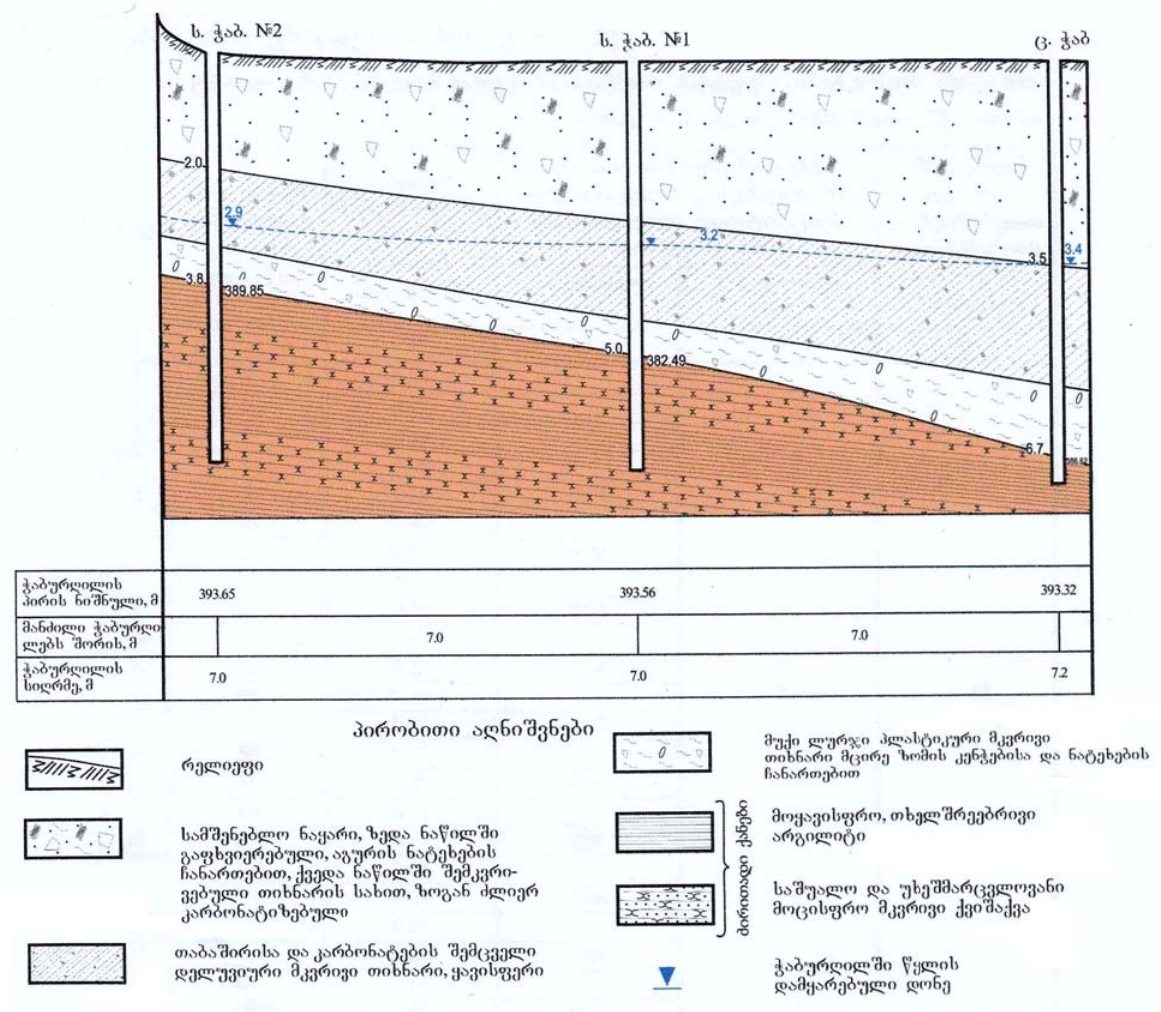 ს. ჭაბ. №2
ს. ჭაბ. №1
ც. ჭაბ
2.0
2.9
3.2
3.5
3.4
3.8
389.85
5.0
382.49
6.7
ჭაბურღილის
პირის ნიშნული, მ
393.65
393.56
393.32
მანძილი ჭაბურღი-
ლებს შორის, მ
7.0
7.0
ჭაბურღილის
სიღრმე, მ
7.0
7.0
7.2
პირობითი აღნიშვნები
რელიეფი
სამშენებლო ნაყარი, ზედა ნაწილში
გაფხვიერებული, აგურის ნატეხების
ჩანართებით, ქვედა ნაწილში შემკვრი-
ვებული თიხნარის სახით, ზოგან ძლიერ
კარბონატიზებული
თაბაშირისა და კარბონატების შემცველი
დელუვიური მკვრივი თიხნარი, ყავისფერი
მუქი ლურჯი პლასტიკური მკვრივი
თიხნარი მცირე ზომის კენჭებისა და ნატეხების
ჩანართებით
მოყავისფრო, თხელშრეებრივი
არგილიტი
საშუალო და უხეშმარცვლოვანი
მოცისფრო მკვრივი ქვიშაქვა
ძირითადი ქანები
ჭაბურღილში წყლის
დამყარებული დონე